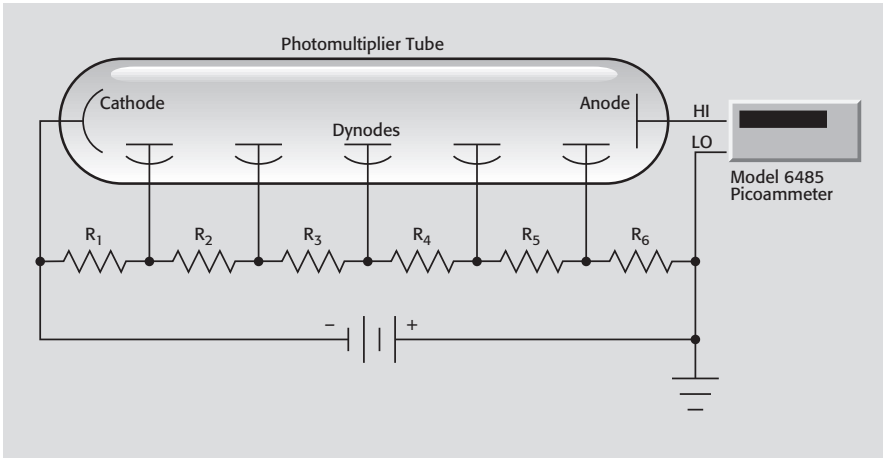 Photomultiplier Tube
Cathode
Anode
Dynodes
HI
LO
Model 6485
Picoammeter
R1
R2
R3
R4
R5
R6
–
+